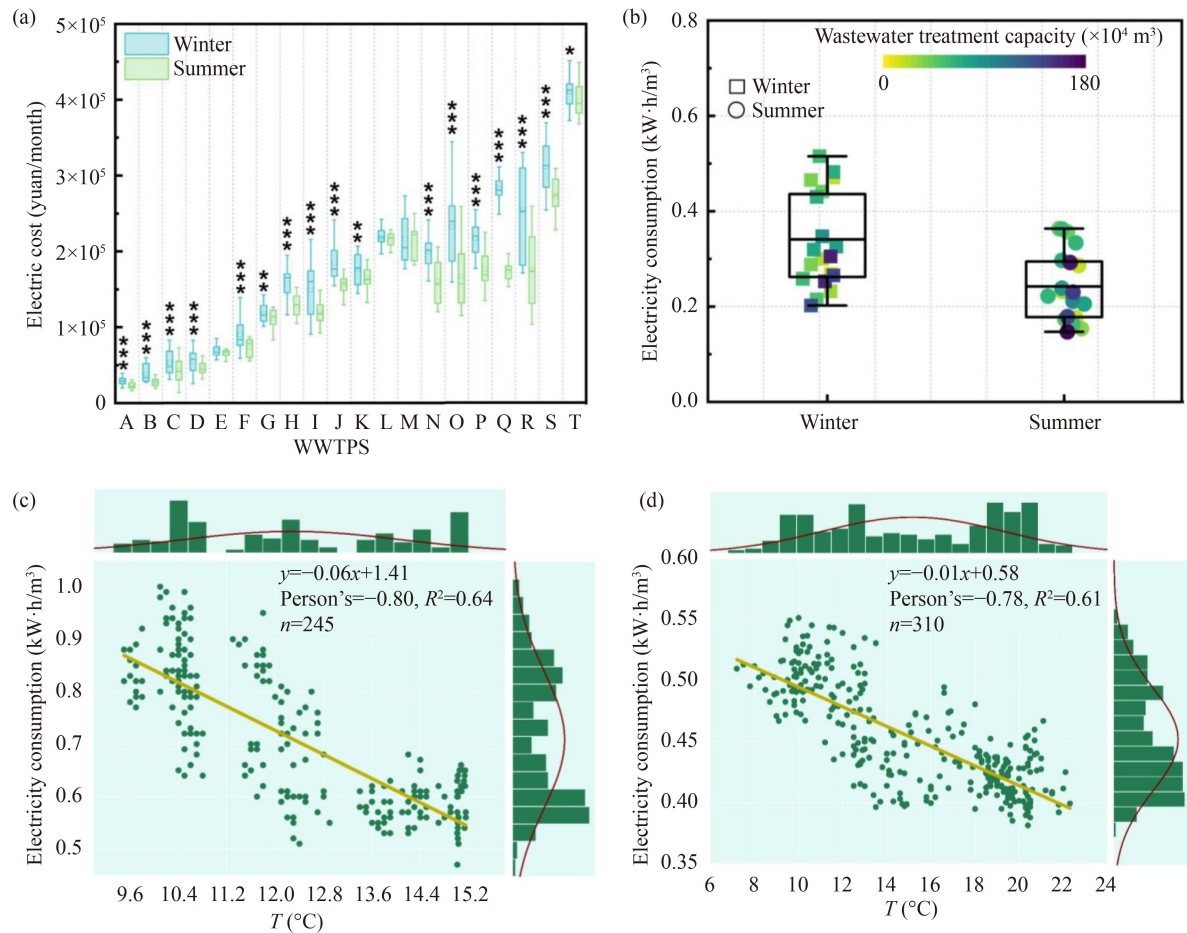 (a)
5×10⁵
4×10⁵
3×10⁵
2×10⁵
1×10⁵
0
Electric cost (yuan/month)
Winter
Summer
***
***
***
***
***
**
***
***
***
**
***
***
***
***
***
***
*
A B C D E F G H I J K L M N O P Q R S T
WWTPS
(b)
0.8
0.6
0.4
0.2
0.0
Electricity consumption (kW·h/m³)
Wastewater treatment capacity (×10⁴ m³)
0 180
Winter
Summer
Winter Summer
(c)
1.0
0.9
0.8
0.7
0.6
0.5
Electricity consumption (kW·h/m³)
y=−0.06x+1.41
Person's=−0.80, R²=0.64
n=245
9.6 10.4 11.2 12.0 12.8 13.6 14.4 15.2
T (°C)
(d)
0.60
0.55
0.50
0.45
0.40
0.35
Electricity consumption (kW·h/m³)
y=−0.01x+0.58
Person's=−0.78, R²=0.61
n=310
6 8 10 12 14 16 18 20 22 24
T (°C)